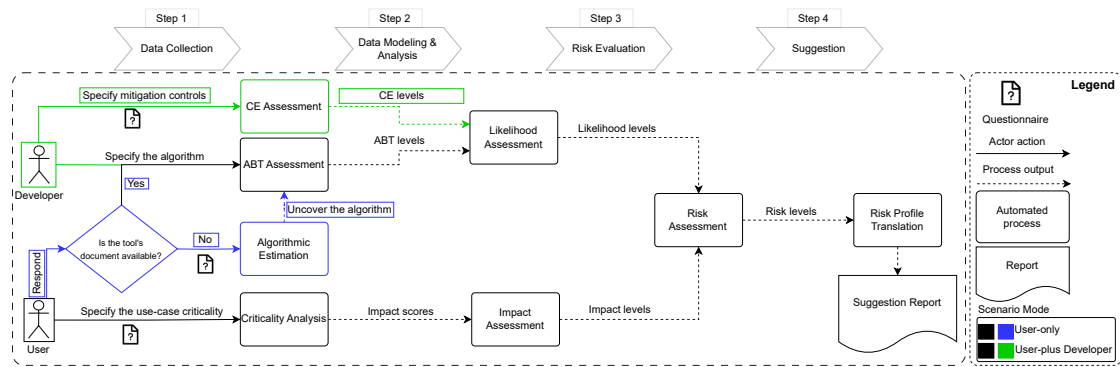 Step 1
Step 2
Step 3
Step 4
Data Collection
Data Modeling &
Analysis
Risk Evaluation
Suggestion
Specify mitigation controls
CE Assessment
CE levels
Likelihood
Assessment
Likelihood levels
Developer
Specify the algorithm
ABT Assessment
ABT levels
Yes
Is the tool's
document available?
No
Uncover the algorithm
Algorithmic
Estimation
Respond
User
Specify the use-case criticality
Criticality Analysis
Impact scores
Impact
Assessment
Impact levels
Risk
Assessment
Risk levels
Risk Profile
Translation
Suggestion Report
Legend
Questionnaire
Actor action
Process output
Automated
process
Report
Scenario Mode
User-only
User-plus Developer